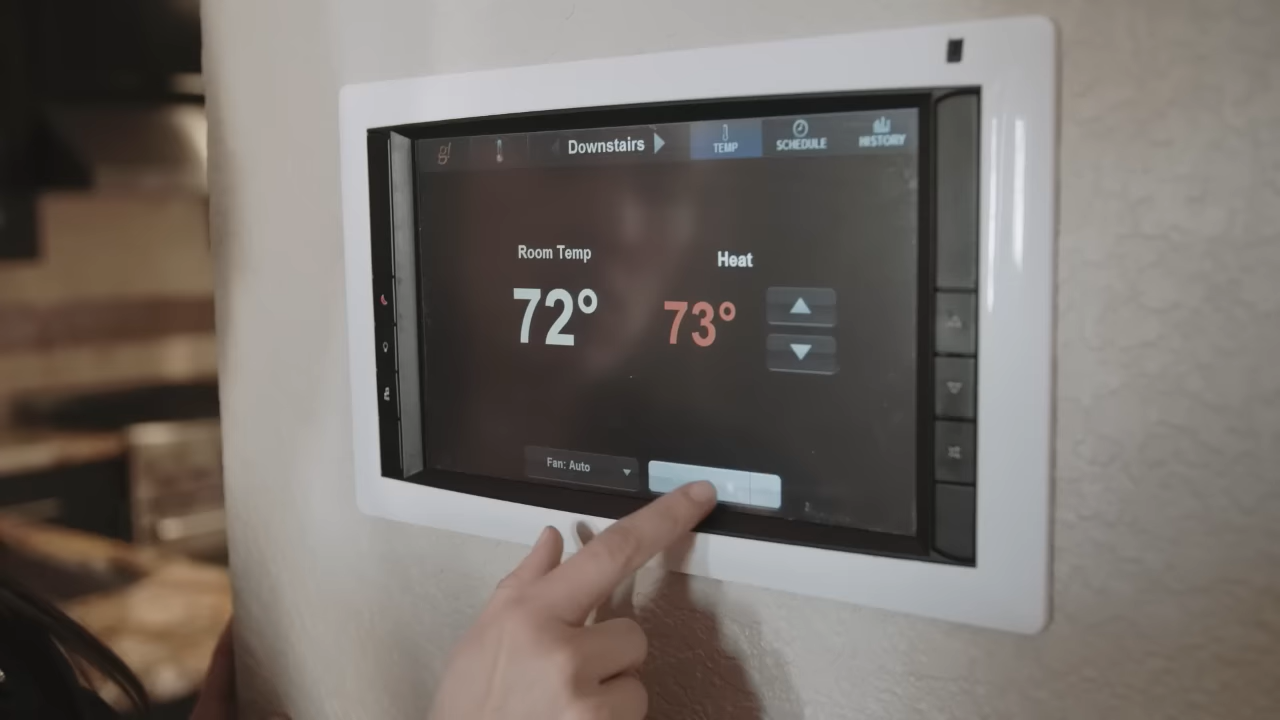 Downstairs
TEMP
SCHEDULE
HISTORY
Room Temp
Heat
72°
73°
Fan: Auto